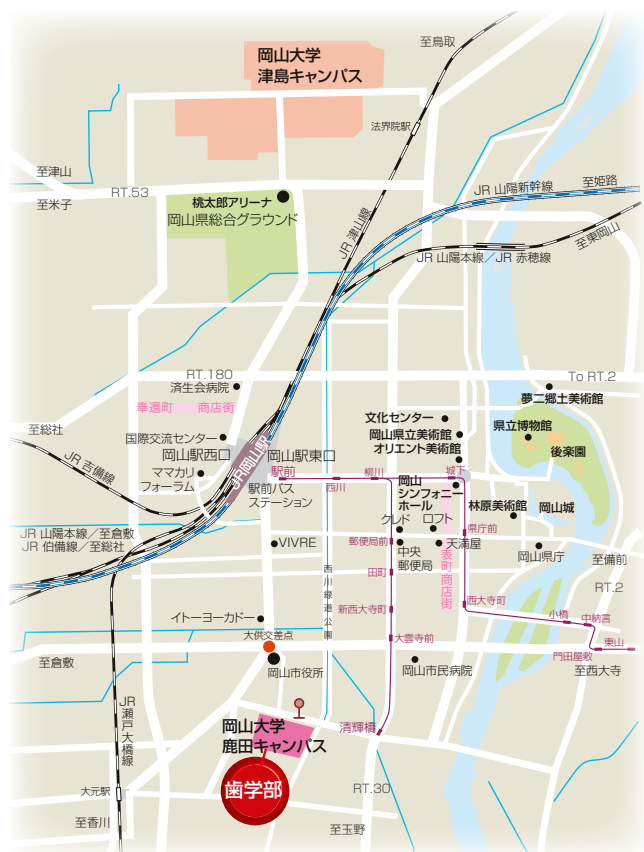 岡山大学
津島キャンパス
至鳥取
法界院駅
至津山
RT.53
至米子
桃太郎アリーナ
岡山県総合グラウンド
JR 津山線
JR 山陽新幹線
至姫路
JR 山陽本線／JR 赤穂線
至東岡山
RT.180
To RT.2
済生会病院
奉還町 商店街
夢二郷土美術館
文化センター
県立博物館
至総社
国際交流センター
岡山県立美術館
オリエント美術館
後楽園
岡山駅西口
JR岡山駅
岡山駅東口
JR 吉備線
ママカリ
フォーラム
駅前
柳川
城下
西川
駅前バス
ステーション
岡山
シンフォニー
ホール
林原美術館
岡山城
クレド
ロフト
県庁前
JR 山陽本線／至倉敷
JR 伯備線／至総社
VIVRE
郵便局前
中央
郵便局
天満屋
岡山県庁
至備前
表町商店街
西川緑道公園
田町
RT.2
新西大寺町
西大寺町
小橋
中納言
イトーヨーカドー
大供交差点
大雲寺前
東山
門田屋敷
至倉敷
岡山市役所
岡山市民病院
至西大寺
JR瀬戸大橋線
岡山大学
鹿田キャンパス
清輝橋
歯学部
大元駅
RT.30
至香川
至玉野